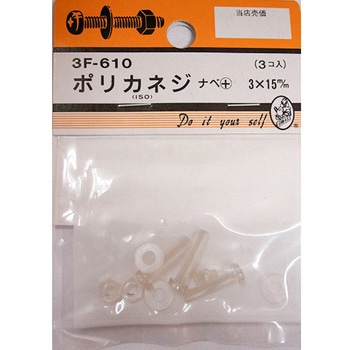 当店売価
3F-610
(3コ入)
ポリカネジ ナベ⊕ 3×15m/m
(ISO)
Do it your self
®